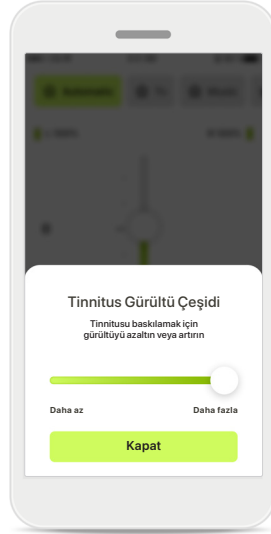 Tinnitus Gürültü Çeşidi
Tinnitusu baskılamak için
gürültüyü azaltın veya artırın
Daha az
Daha fazla
Kapat